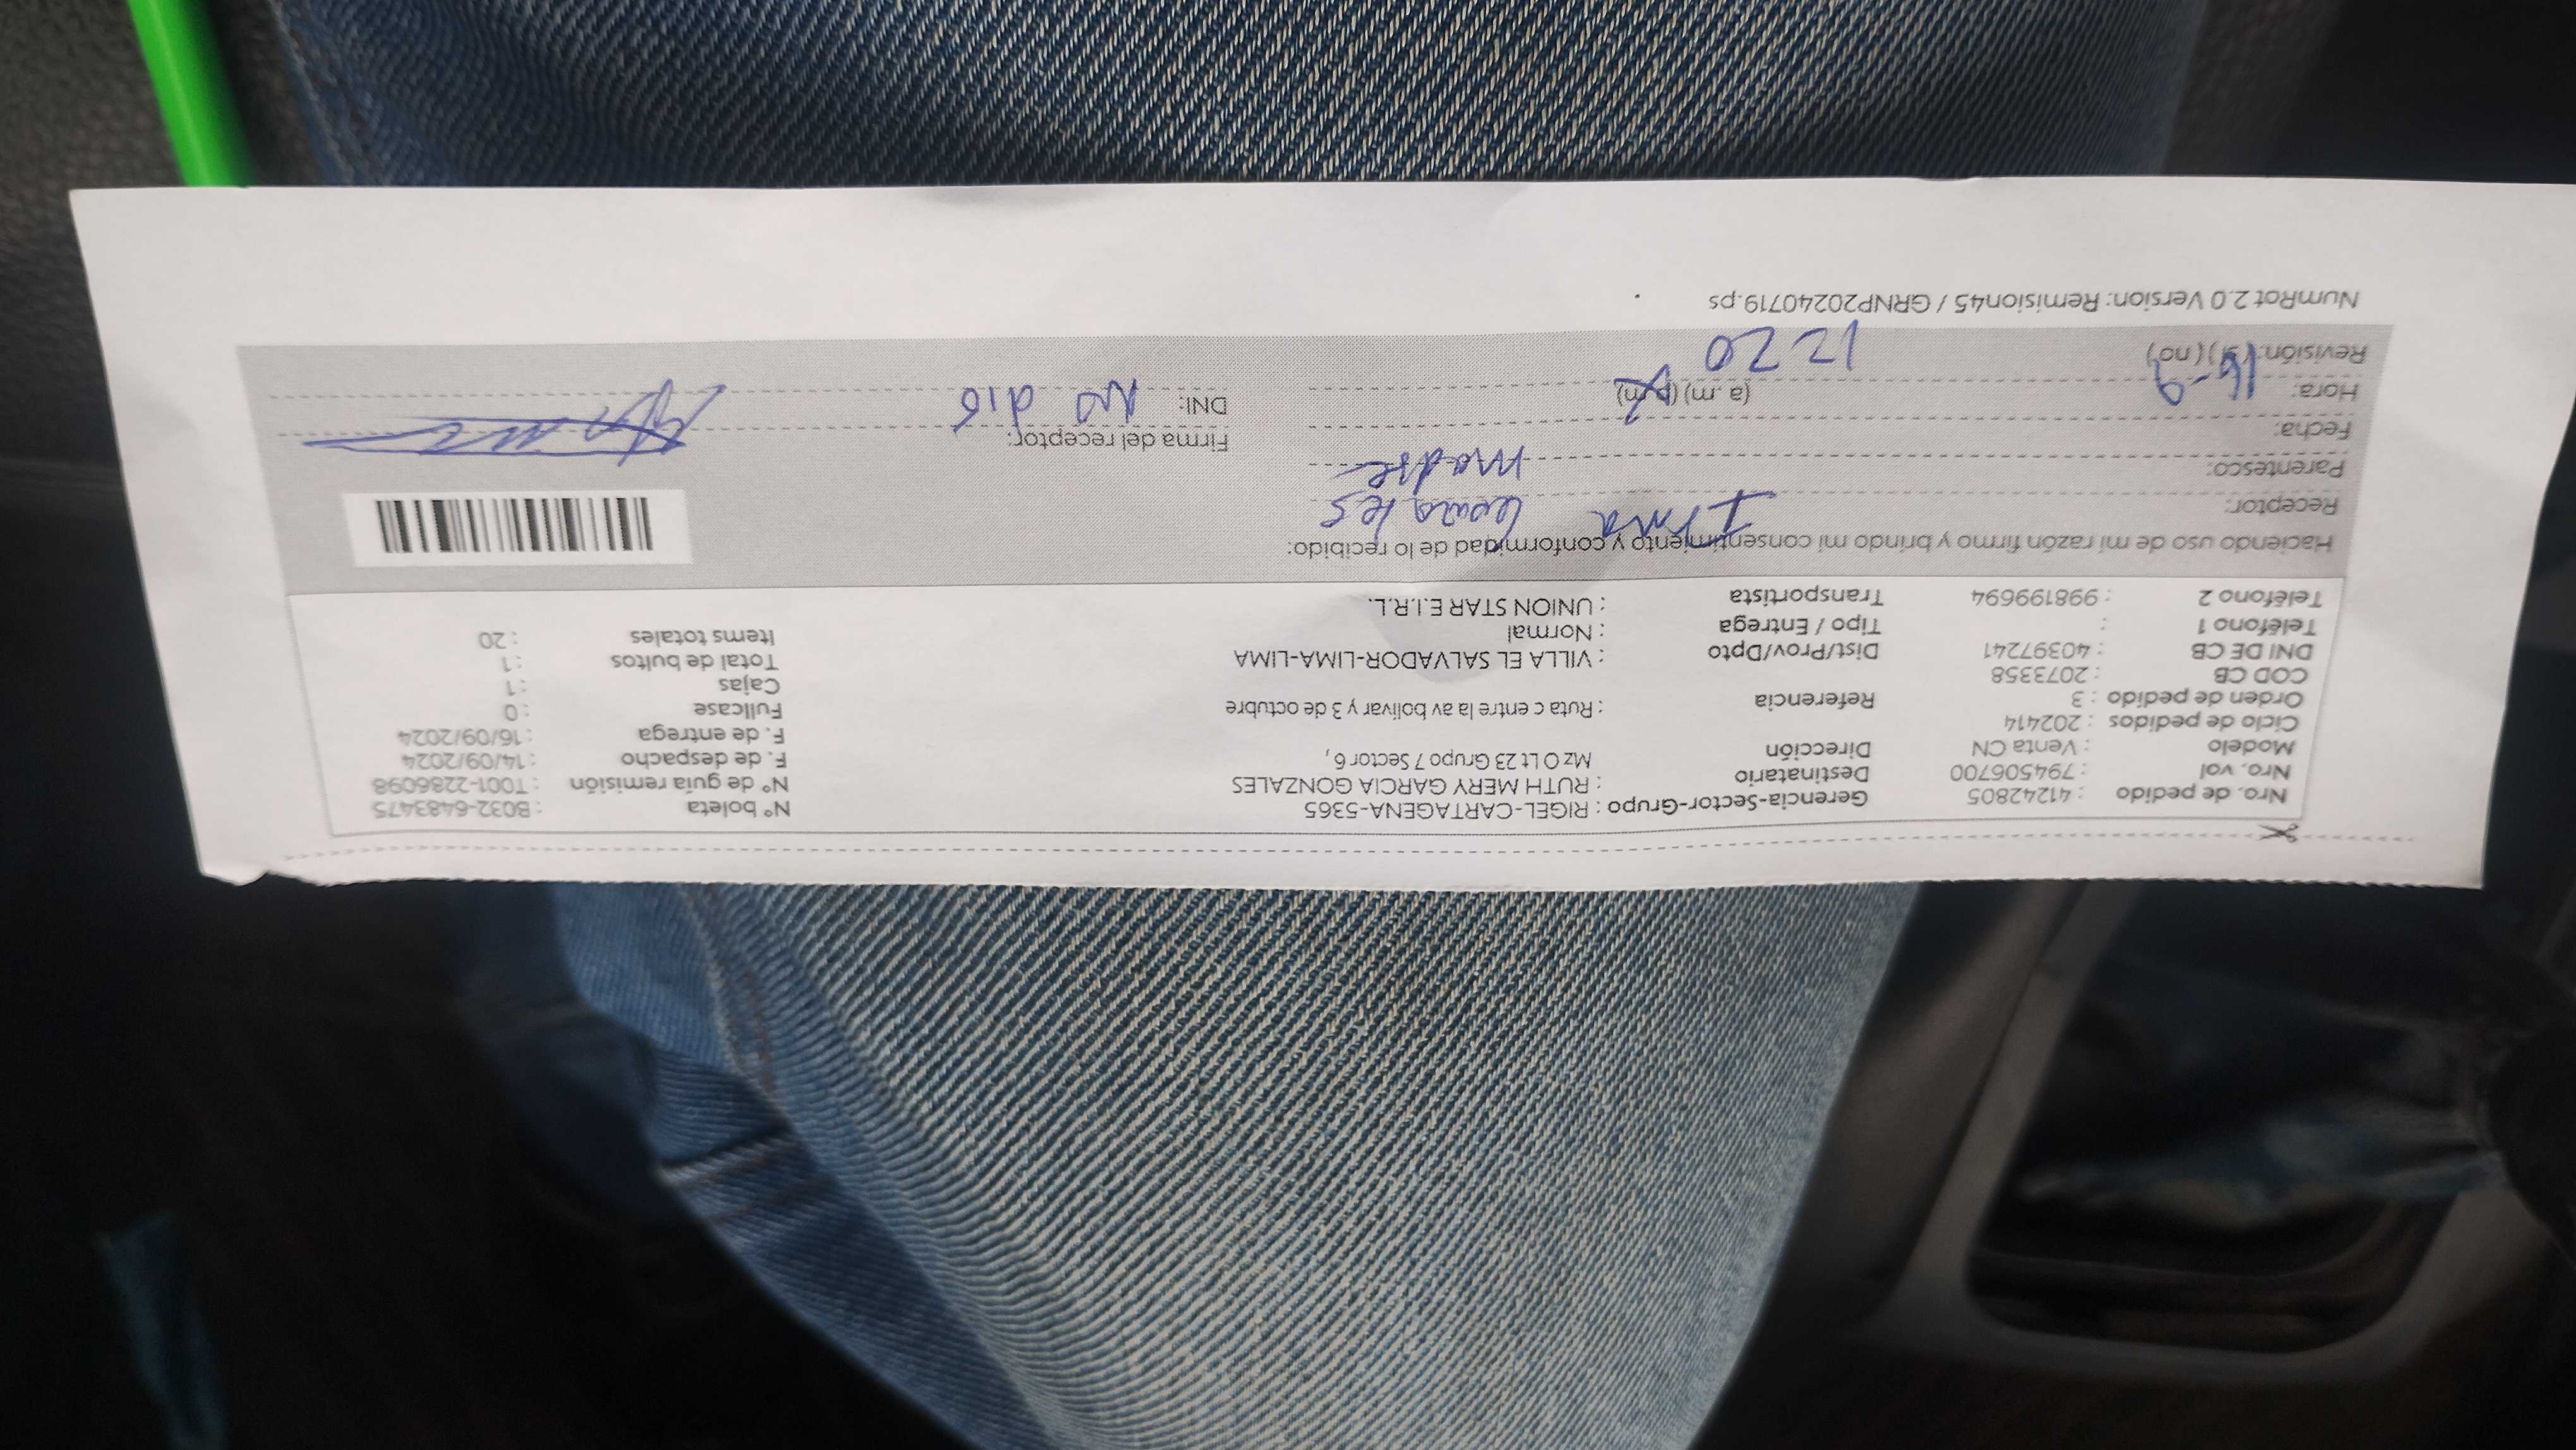 Nro. de pedido : 41242805 Gerencia-Sector-Grupo : RIGEL-CARTAGENA-5365 N° boleta : B032-6483475
Nro. vol : 794506700 Destinatario : RUTH MERY GARCIA GONZALES N° de guía remisión : T001-2286098
Modelo : Venta CN Dirección Mz O Lt 23 Grupo 7 Sector 6, F. de despacho : 14/09/2024
Ciclo de pedidos : 202414 F. de entrega : 16/09/2024
Orden de pedido : 3 Referencia : Ruta c entre la av bolivar y 3 de octubre Fullcase : 0
COD CB : 2073358 Cajas : 1
DNI DE CB : 40397241 Dist/Prov/Dpto : VILLA EL SALVADOR-LIMA-LIMA Total de bultos : 1
Teléfono 1 : Tipo / Entrega : Normal Items totales : 20
Teléfono 2 : 998199694 Transportista : UNION STAR E.I.R.L.
Haciendo uso de mi razón firmo y brindo mi consentimiento y conformidad de lo recibido:
Receptor: Irma Gonzales
Parentesco: madre
Fecha: Firma del receptor:
Hora: 16-9 (a.m) (p.m) DNI: no dió
Revisión: (si) (no) 12 20
NumRot 2.0 Version: Remision45 / GRNP20240719.ps